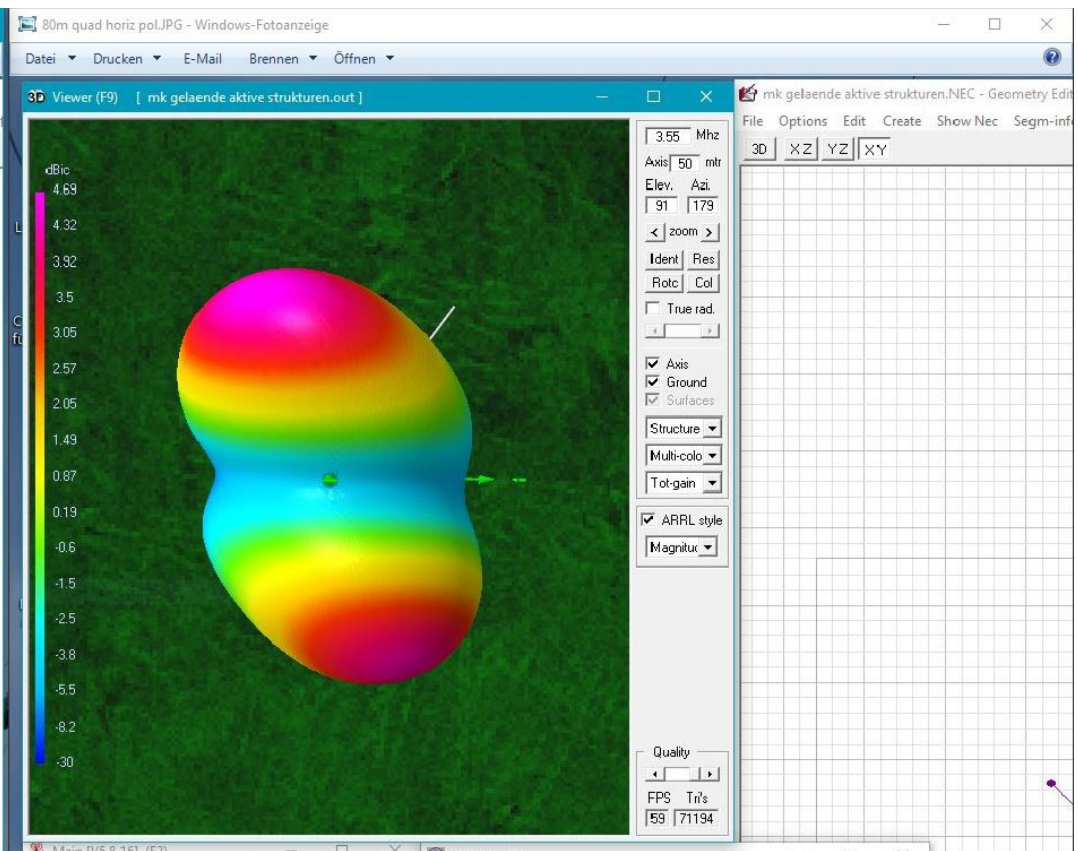 80m quad horiz pol.JPG - Windows-Fotoanzeige
Datei Drucken E-Mail Brennen Öffnen
3D Viewer (F9) [ mk gelaende aktive strukturen.out ]
mk gelaende aktive strukturen.NEC - Geometry Edit
File Options Edit Create Show Nec Segm-inf
3D XZ YZ XY
dBic
4.69
4.32
3.92
3.5
3.05
2.57
2.05
1.49
0.87
0.19
-0.6
-1.5
-2.5
-3.8
-5.5
-8.2
-30
3.55 Mhz
Axis 50 mtr
Elev. Azi.
91 179
< zoom >
Ident Res
Rotc Col
True rad.
Axis
Ground
Surfaces
Structure
Multi-colo
Tot-gain
ARRL style
Magnitu
Quality
FPS Tri's
59 71194
Main [V5.8.16] (F2)